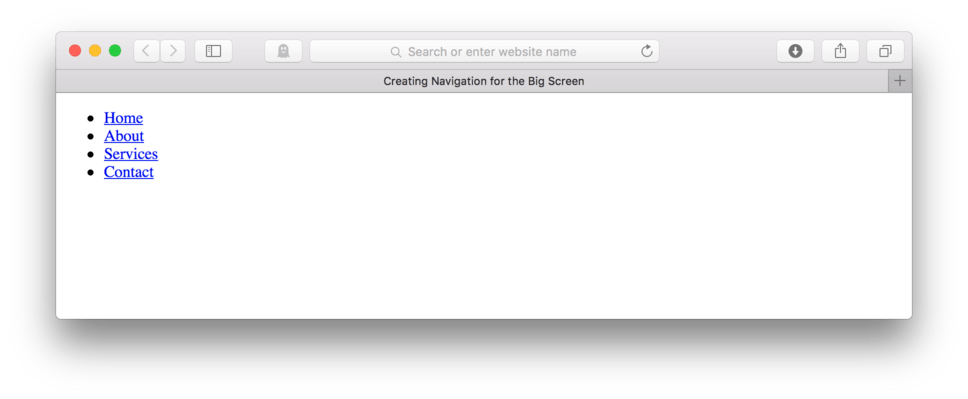 Search or enter website name
Creating Navigation for the Big Screen
Home
About
Services
Contact